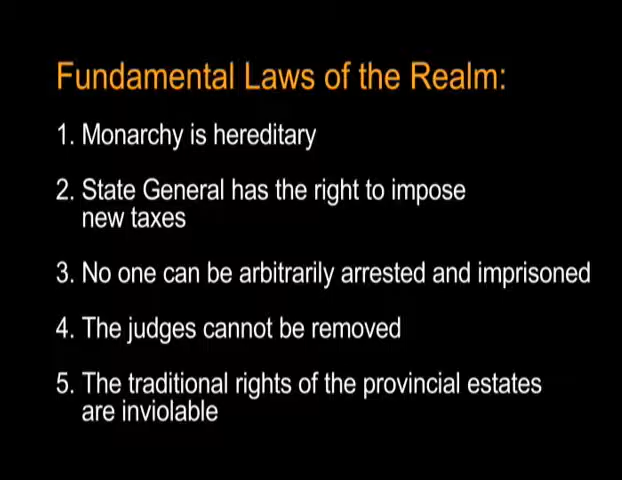 Fundamental Laws of the Realm:
1. Monarchy is hereditary
2. State General has the right to impose
new taxes
3. No one can be arbitrarily arrested and imprisoned
4. The judges cannot be removed
5. The traditional rights of the provincial estates
are inviolable